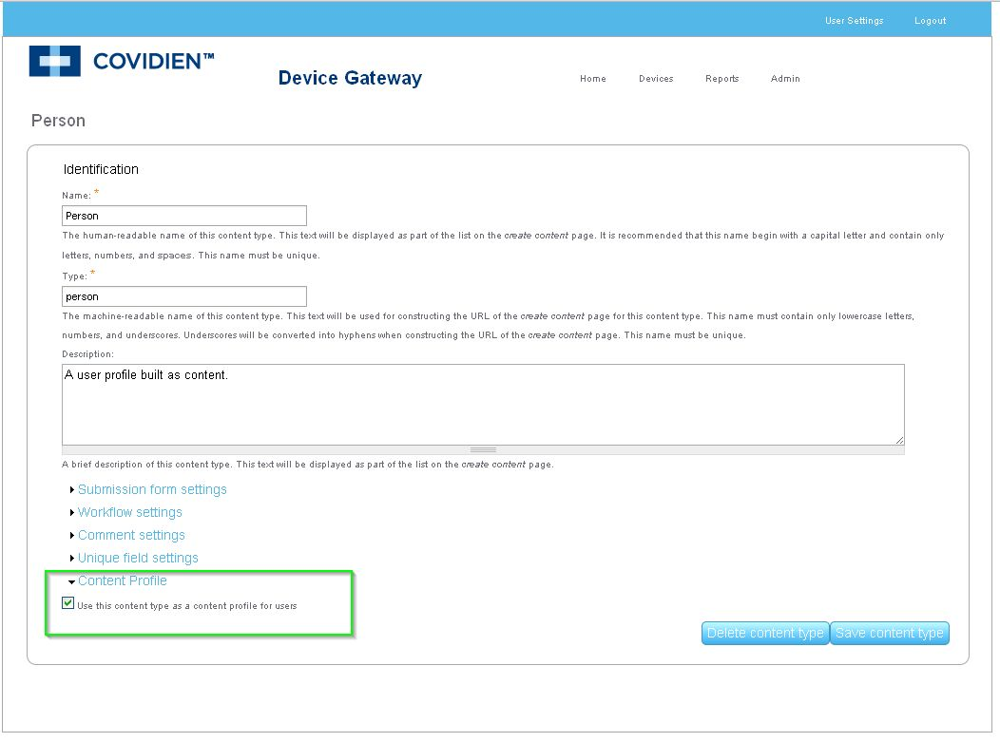 User Settings Logout
COVIDIEN™
Device Gateway
Home Devices Reports Admin
Person
Identification
Name: *
Person
The human-readable name of this content type. This text will be displayed as part of the list on the create content page. It is recommended that this name begin with a capital letter and contain only
letters, numbers, and spaces. This name must be unique.
Type: *
person
The machine-readable name of this content type. This text will be used for constructing the URL of the create content page for this content type. This name must contain only lowercase letters,
numbers, and underscores. Underscores will be converted into hyphens when constructing the URL of the create content page. This name must be unique.
Description:
A user profile built as content.
A brief description of this content type. This text will be displayed as part of the list on the create content page.
Submission form settings
Workflow settings
Comment settings
Unique field settings
Content Profile
Use this content type as a content profile for users
Delete content type Save content type